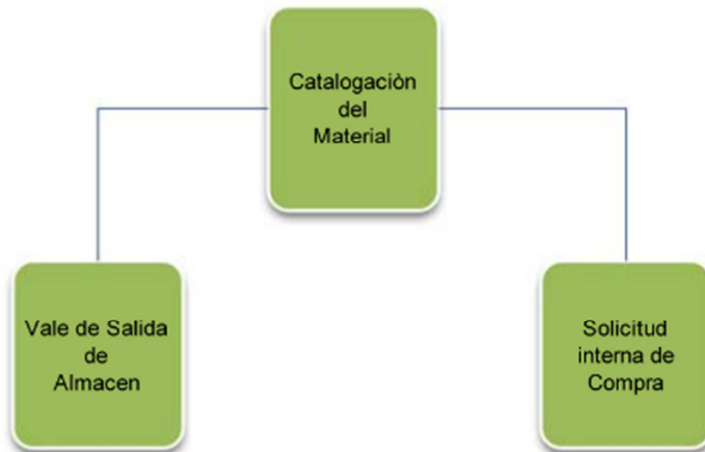 Catalogaciòn
del
Material
Vale de Salida
de
Almacen
Solicitud
interna de
Compra